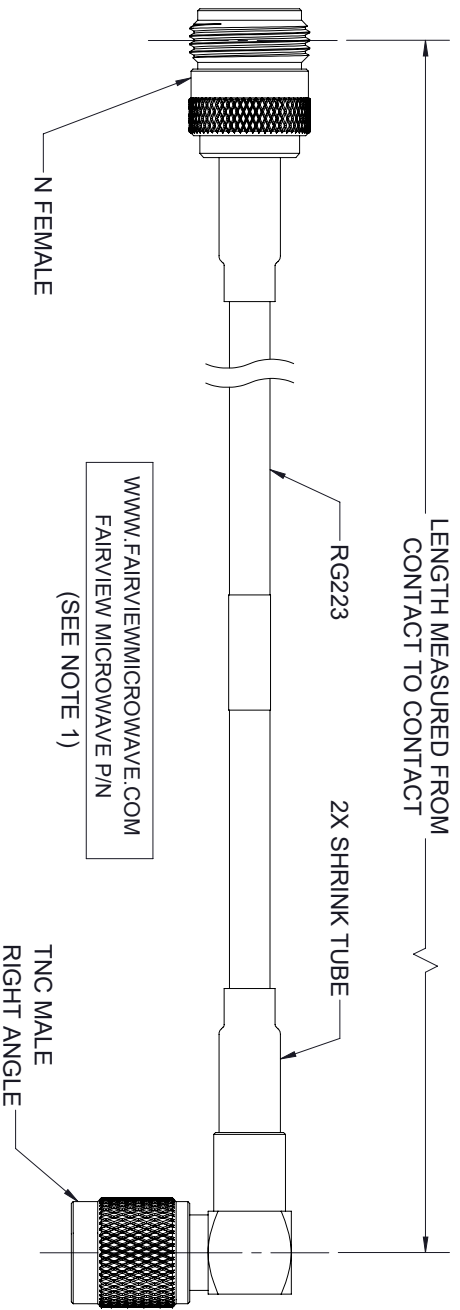 LENGTH MEASURED FROM
CONTACT TO CONTACT
RG223
2X SHRINK TUBE
N FEMALE
WWW.FAIRVIEWMICROWAVE.COM
FAIRVIEW MICROWAVE P/N
(SEE NOTE 1)
TNC MALE
RIGHT ANGLE